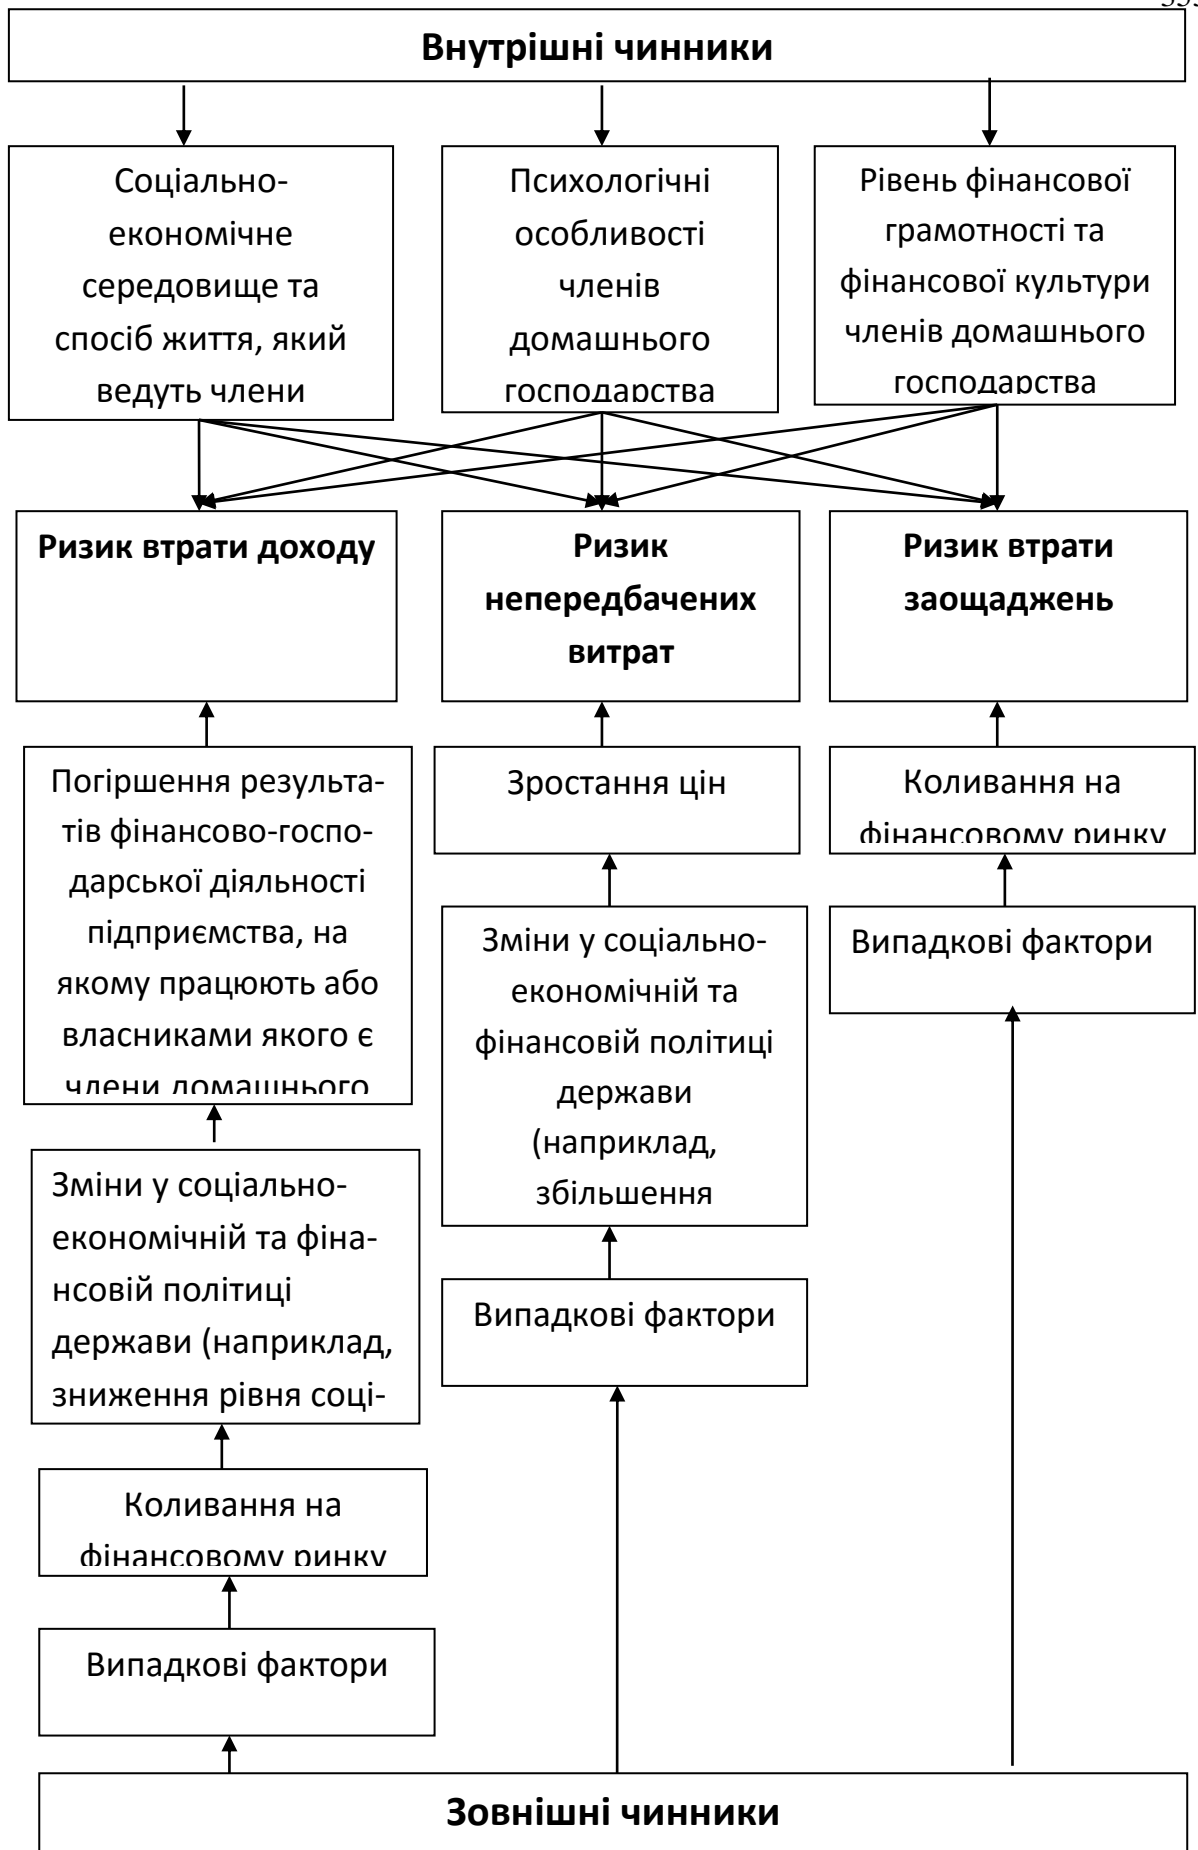 Внутрішні чинники
Соціально-
економічне
середовище та
спосіб життя, який
ведуть члени
Психологічні
особливості
членів
домашнього
господарства
Рівень фінансової
грамотності та
фінансової культури
членів домашнього
господарства
Ризик втрати доходу
Ризик
непередбачених
витрат
Ризик втрати
заощаджень
Погіршення результа-
тів фінансово-госпо-
дарської діяльності
підприємства, на
якому працюють або
власниками якого є
члени домашнього
Зміни у соціально-
економічній та фіна-
нсовій політиці
держави (наприклад,
зниження рівня соці-
Коливання на
фінансовому ринку
Випадкові фактори
Зростання цін
Зміни у соціально-
економічній та
фінансовій політиці
держави
(наприклад,
збільшення
Випадкові фактори
Коливання на
фінансовому ринку
Випадкові фактори
Зовнішні чинники